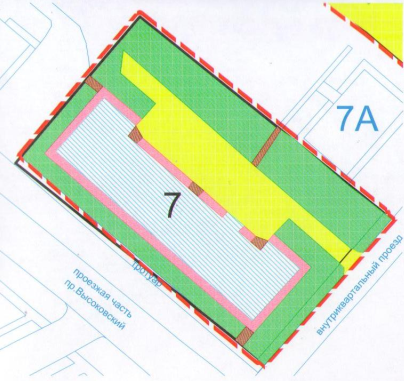 7А
7
тротуар
проезжая часть
пр.Высоковский
внутриквартальный проезд